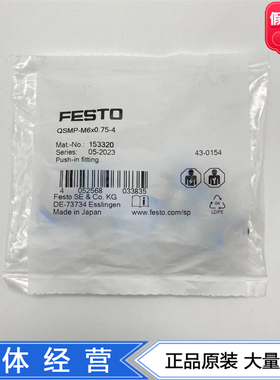 FESTO
QSMP-M6x0.75-4
Mat.-No.: 153320
Series: 05-2023
43-0154
Push-in fitting
4 052568 033835
Festo SE & Co. KG
DE-73734 Esslingen
Made in Japan
www.festo.com/sp
04
LDPE
体 经 营
正品原装 大量